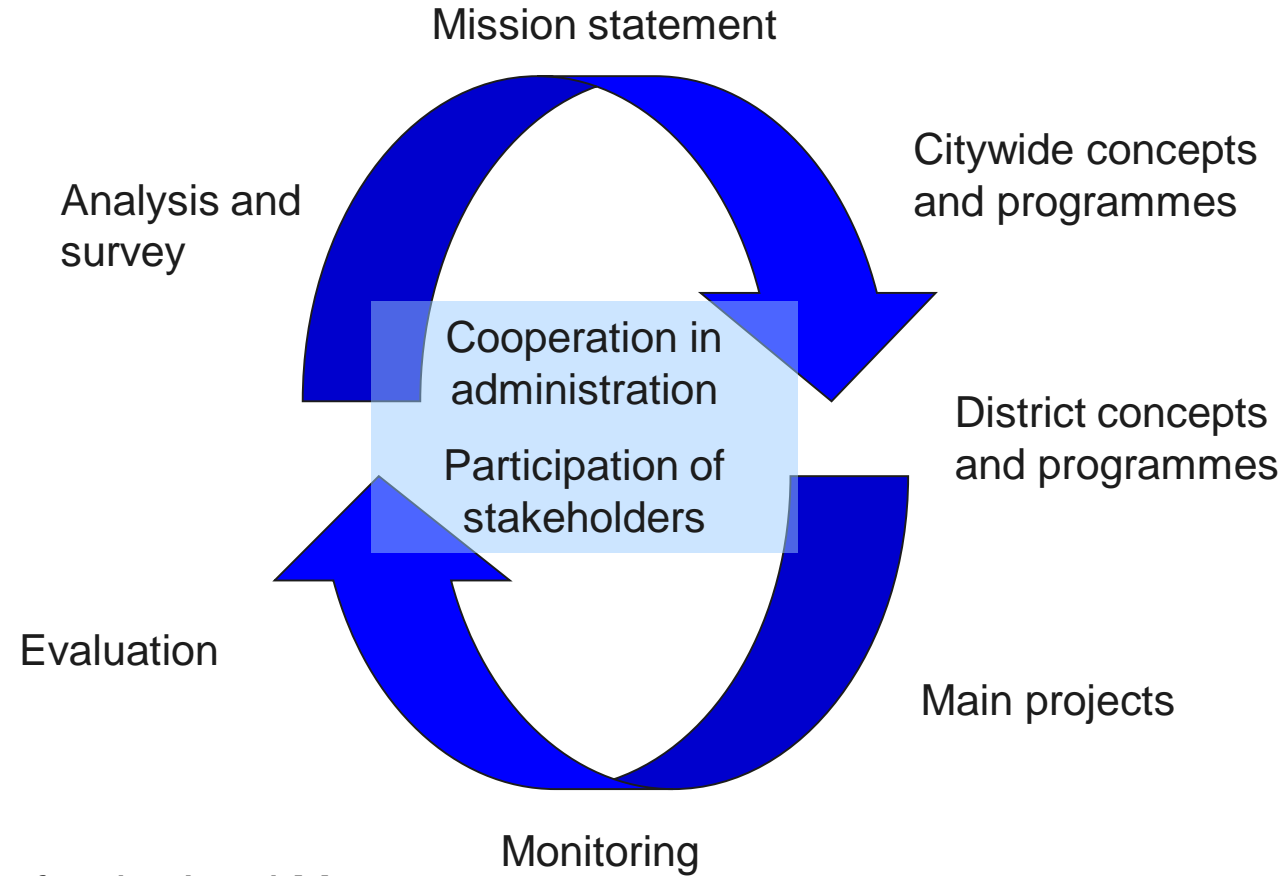 Mission statement
Citywide concepts
and programmes
Analysis and
survey
Cooperation in
administration
Participation of
stakeholders
District concepts
and programmes
Evaluation
Main projects
Monitoring